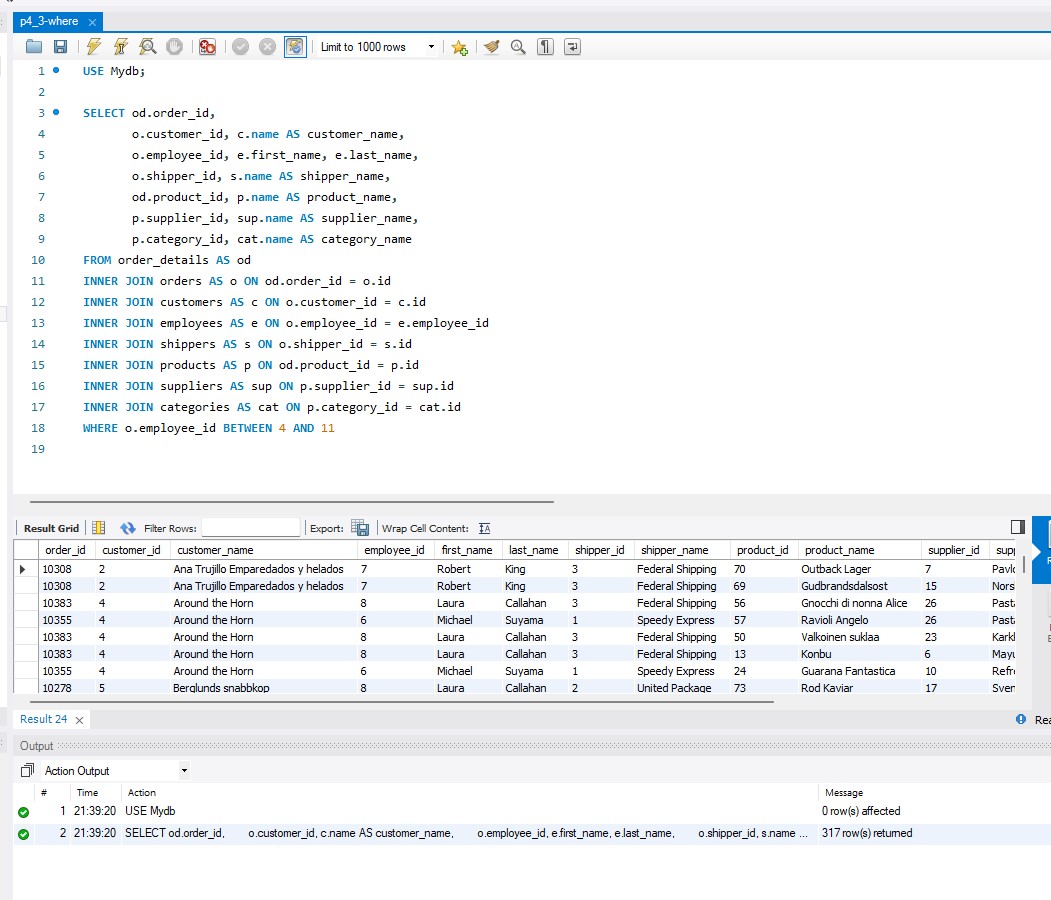 p4_3-where
Limit to 1000 rows
1 USE Mydb;
2
3 SELECT od.order_id,
4 o.customer_id, c.name AS customer_name,
5 o.employee_id, e.first_name, e.last_name,
6 o.shipper_id, s.name AS shipper_name,
7 od.product_id, p.name AS product_name,
8 p.supplier_id, sup.name AS supplier_name,
9 p.category_id, cat.name AS category_name
10 FROM order_details AS od
11 INNER JOIN orders AS o ON od.order_id = o.id
12 INNER JOIN customers AS c ON o.customer_id = c.id
13 INNER JOIN employees AS e ON o.employee_id = e.employee_id
14 INNER JOIN shippers AS s ON o.shipper_id = s.id
15 INNER JOIN products AS p ON od.product_id = p.id
16 INNER JOIN suppliers AS sup ON p.supplier_id = sup.id
17 INNER JOIN categories AS cat ON p.category_id = cat.id
18 WHERE o.employee_id BETWEEN 4 AND 11
19
Result Grid Filter Rows: Export: Wrap Cell Content: IA
order_id customer_id customer_name employee_id first_name last_name shipper_id shipper_name product_id product_name supplier_id supp
10308 2 Ana Trujillo Emparedados y helados 7 Robert King 3 Federal Shipping 70 Outback Lager 7 Pavlo
10308 2 Ana Trujillo Emparedados y helados 7 Robert King 3 Federal Shipping 69 Gudbrandsdalsost 15 Nors
10383 4 Around the Horn 8 Laura Callahan 3 Federal Shipping 56 Gnocchi di nonna Alice 26 Pasta
10355 4 Around the Horn 6 Michael Suyama 1 Speedy Express 57 Ravioli Angelo 26 Pasta
10383 4 Around the Horn 8 Laura Callahan 3 Federal Shipping 50 Valkoinen suklaa 23 Karkl
10383 4 Around the Horn 8 Laura Callahan 3 Federal Shipping 13 Konbu 6 Mayu
10355 4 Around the Horn 6 Michael Suyama 1 Speedy Express 24 Guarana Fantastica 10 Refr
10278 5 Berglunds snabbkop 8 Laura Callahan 2 United Package 73 Rod Kaviar 17 Sven
Result 24 Rea
Output
Action Output
# Time Action Message
1 21:39:20 USE Mydb 0 row(s) affected
2 21:39:20 SELECT od.order_id, o.customer_id, c.name AS customer_name, o.employee_id, e.first_name, e.last_name, o.shipper_id, s.name ... 317 row(s) returned